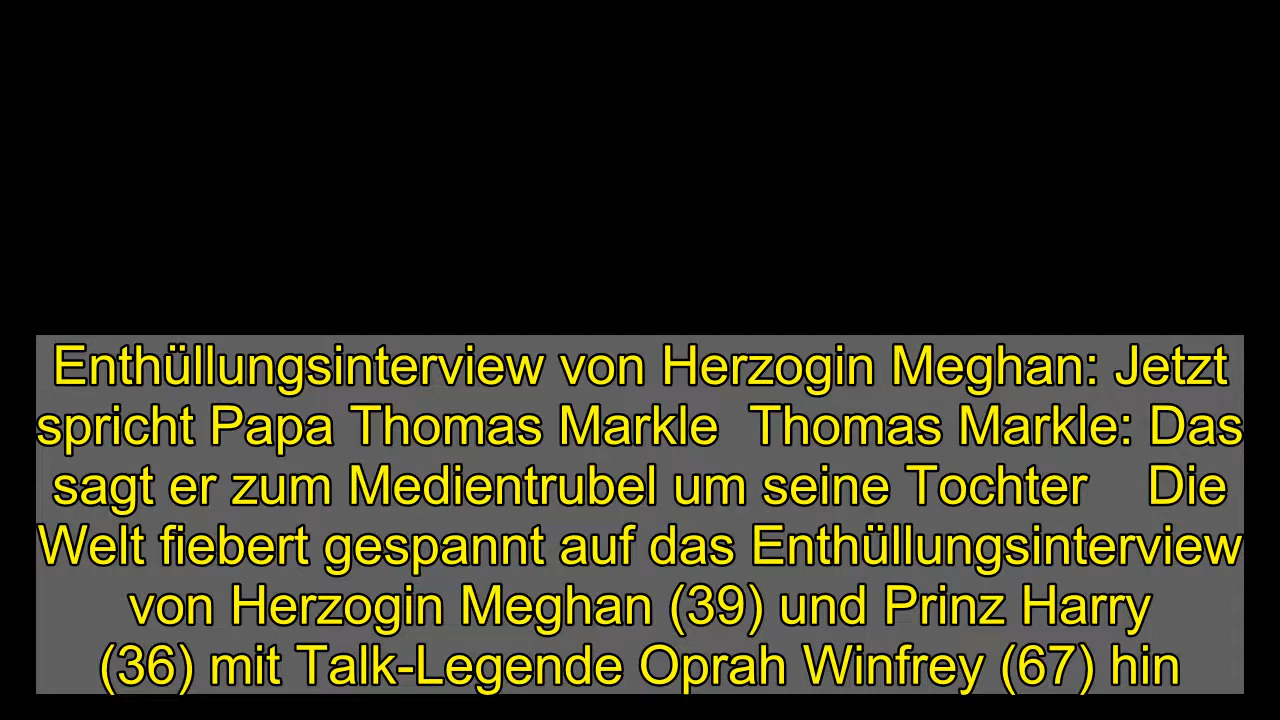 Enthüllungsinterview von Herzogin Meghan: Jetzt
spricht Papa Thomas Markle  Thomas Markle: Das
sagt er zum Medientrubel um seine Tochter    Die
Welt fiebert gespannt auf das Enthüllungsinterview
von Herzogin Meghan (39) und Prinz Harry
(36) mit Talk-Legende Oprah Winfrey (67) hin